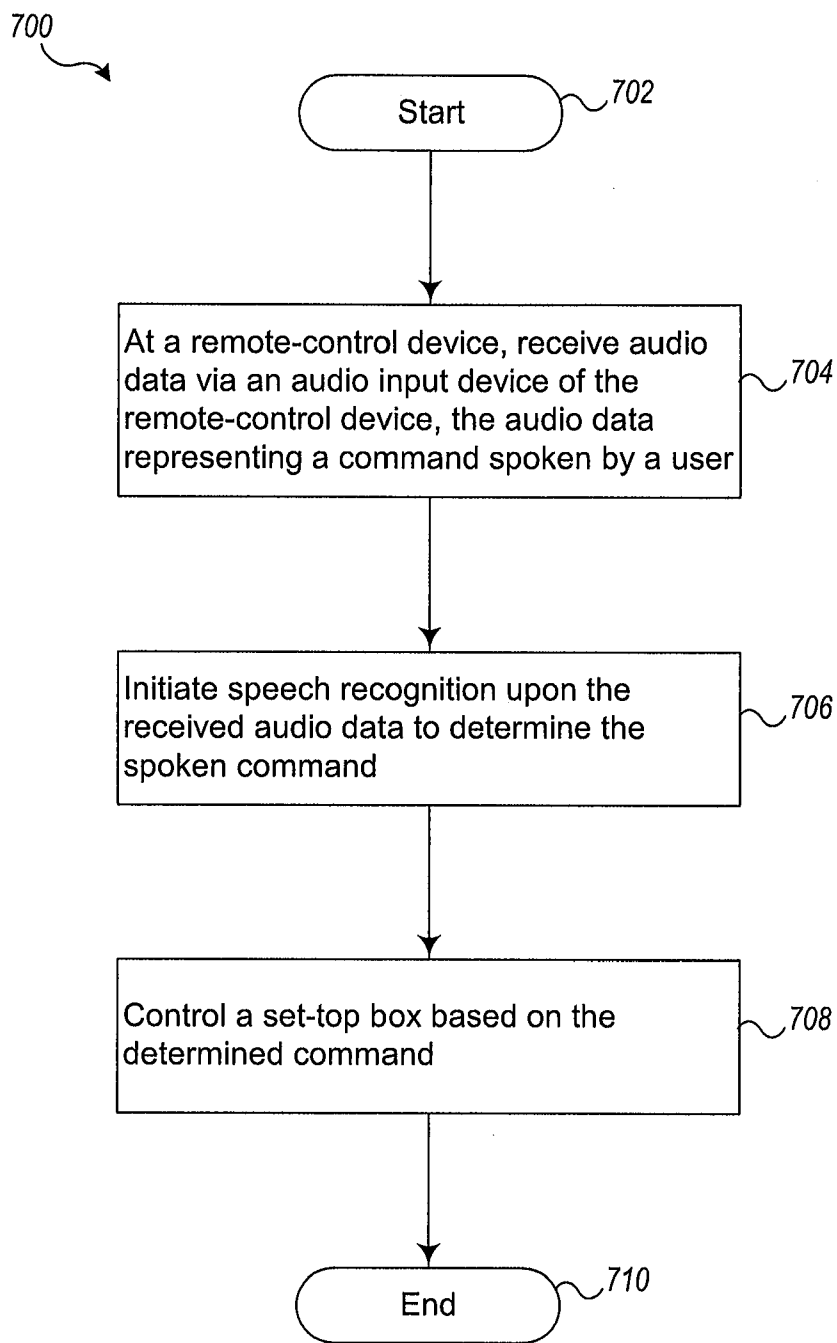 700
Start
702
At a remote-control device, receive audio
data via an audio input device of the
remote-control device, the audio data
representing a command spoken by a user
704
Initiate speech recognition upon the
received audio data to determine the
spoken command
706
Control a set-top box based on the
determined command
708
End
710